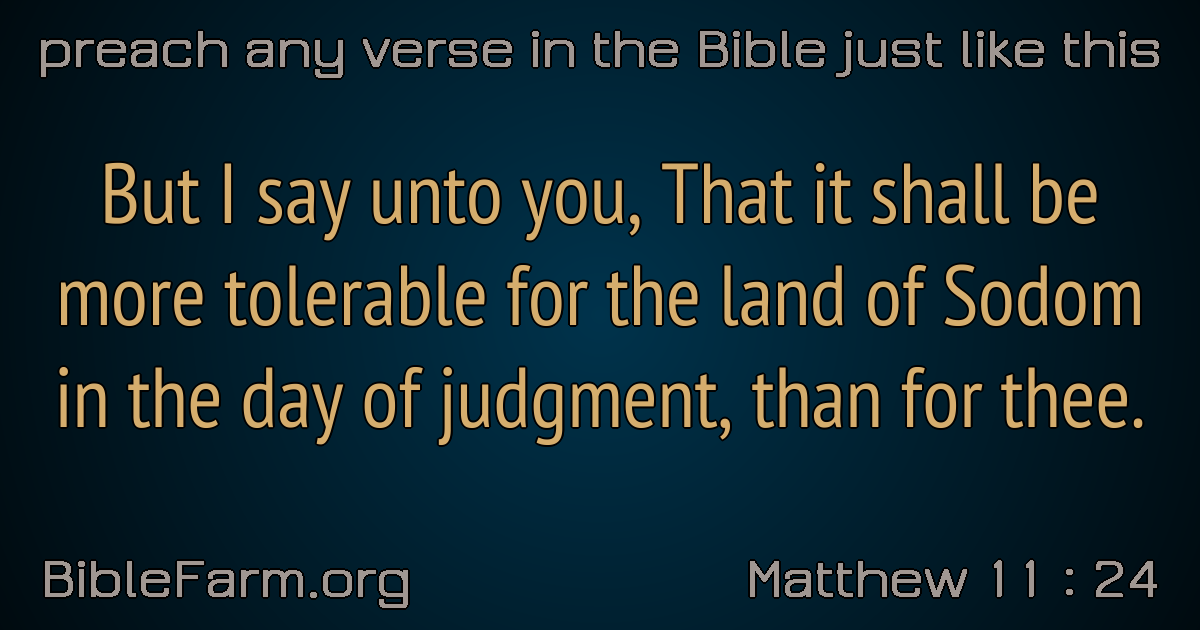 preach any verse in the Bible just like this
But I say unto you, That it shall be
more tolerable for the land of Sodom
in the day of judgment, than for thee.
BibleFarm.org
Matthew 11 : 24